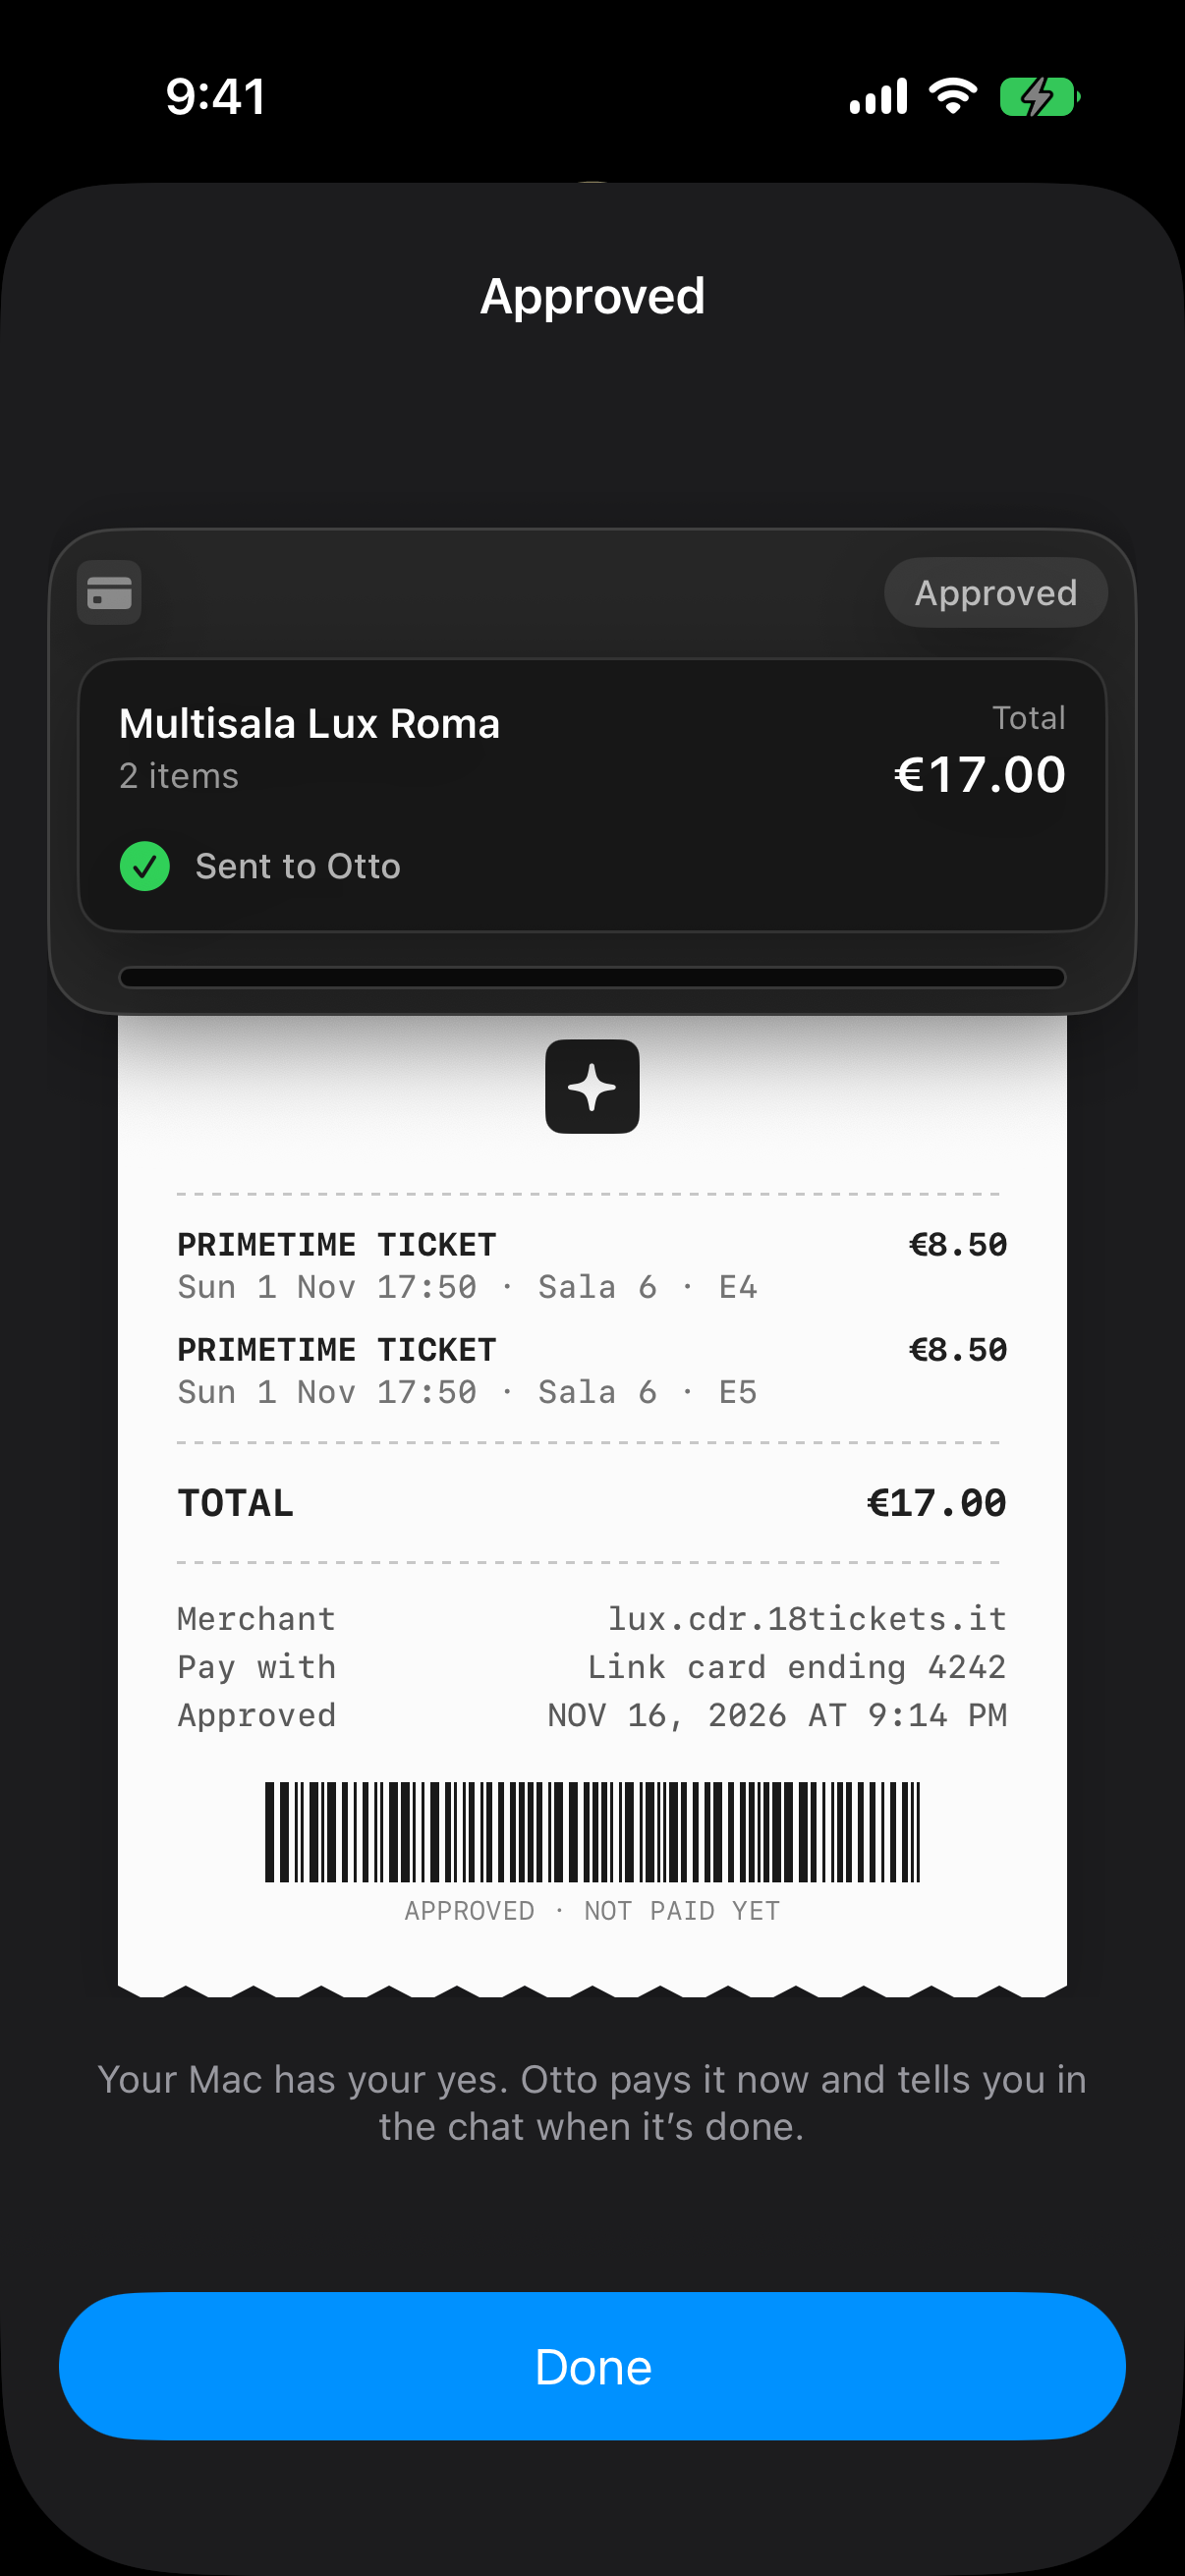 9:41
Approved
Approved
Multisala Lux Roma
Total
2 items
€17.00
Sent to Otto
PRIMETIME TICKET €8.50
Sun 1 Nov 17:50 · Sala 6 · E4
PRIMETIME TICKET €8.50
Sun 1 Nov 17:50 · Sala 6 · E5
TOTAL €17.00
Merchant lux.cdr.18tickets.it
Pay with Link card ending 4242
Approved NOV 16, 2026 AT 9:14 PM
APPROVED · NOT PAID YET
Your Mac has your yes. Otto pays it now and tells you in
the chat when it’s done.
Done